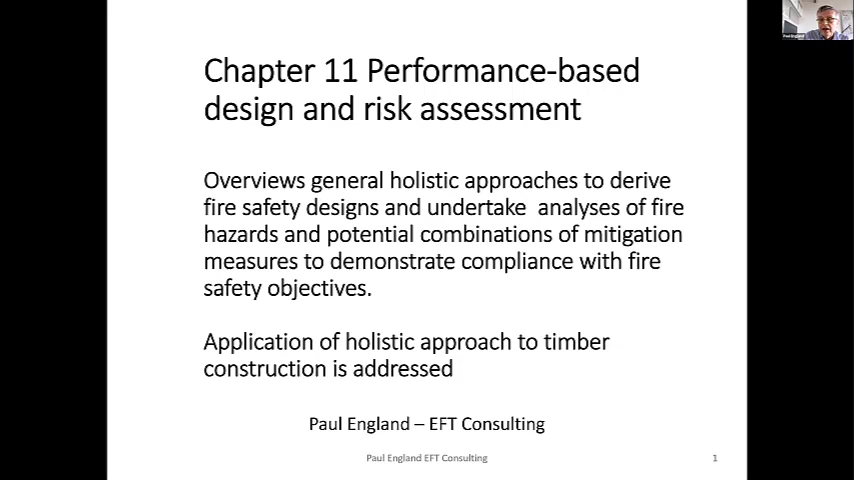 Chapter 11 Performance-based
design and risk assessment
Overviews general holistic approaches to derive
fire safety designs and undertake analyses of fire
hazards and potential combinations of mitigation
measures to demonstrate compliance with fire
safety objectives.
Application of holistic approach to timber
construction is addressed
Paul England – EFT Consulting
Paul England EFT Consulting
1
Paul England